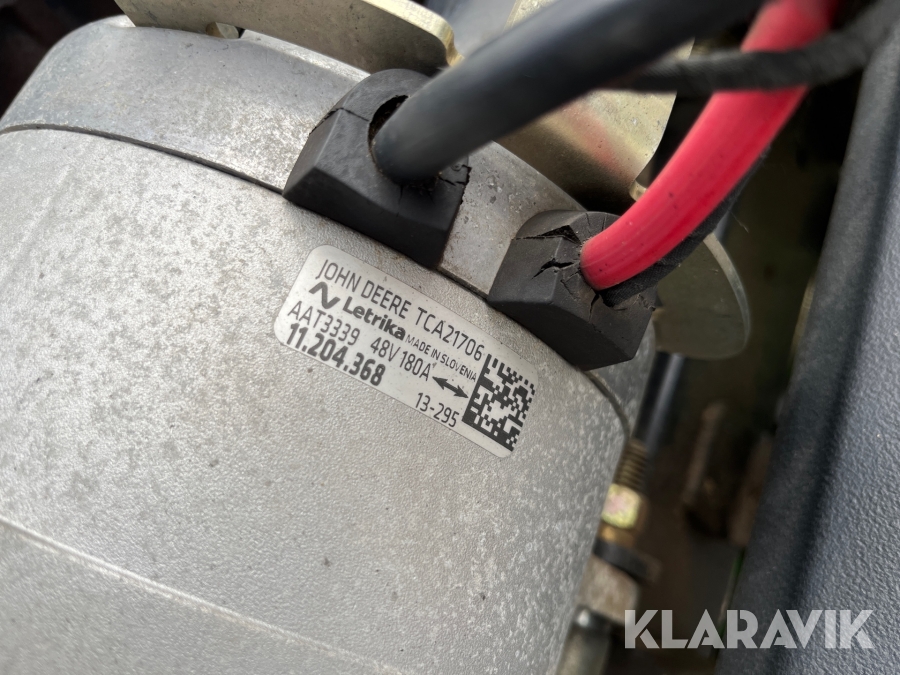 JOHN DEERE TCA21706
Letrika MADE IN SLOVENIA
AAT3339 48V 180A
11.204.368
13-295
KLARAVIK